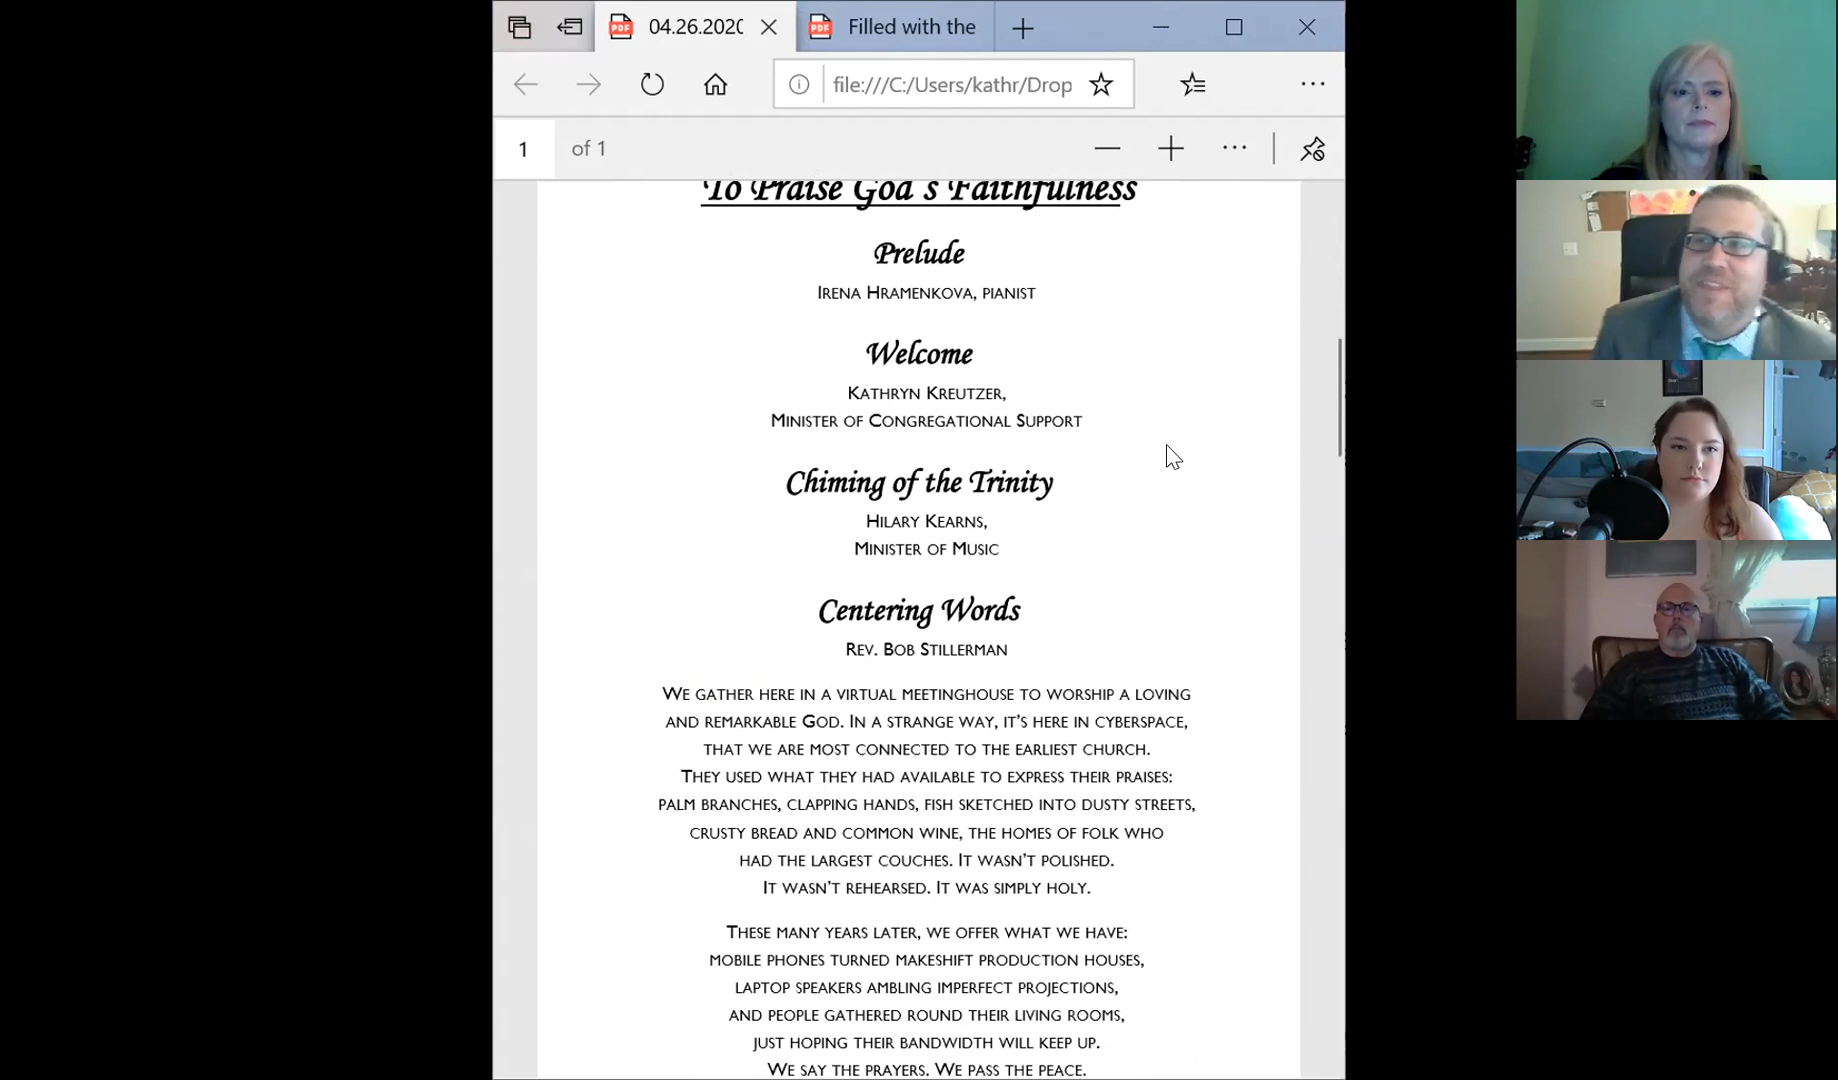 04.26.2020
Filled with the
file:///C:/Users/kathr/Drop
1
of 1
To Praise God's Faithfulness
Prelude
Irena Hramenkova, pianist
Welcome
Kathryn Kreutzer,
Minister of Congregational Support
Chiming of the Trinity
Hilary Kearns,
Minister of Music
Centering Words
Rev. Bob Stillerman
We gather here in a virtual meetinghouse to worship a loving
and remarkable God. In a strange way, it's here in cyberspace,
that we are most connected to the earliest church.
They used what they had available to express their praises:
palm branches, clapping hands, fish sketched into dusty streets,
crusty bread and common wine, the homes of folk who
had the largest couches. It wasn't polished.
It wasn't rehearsed. It was simply holy.
These many years later, we offer what we have:
mobile phones turned makeshift production houses,
laptop speakers ambling imperfect projections,
and people gathered round their living rooms,
just hoping their bandwidth will keep up.
We say the prayers. We pass the peace.